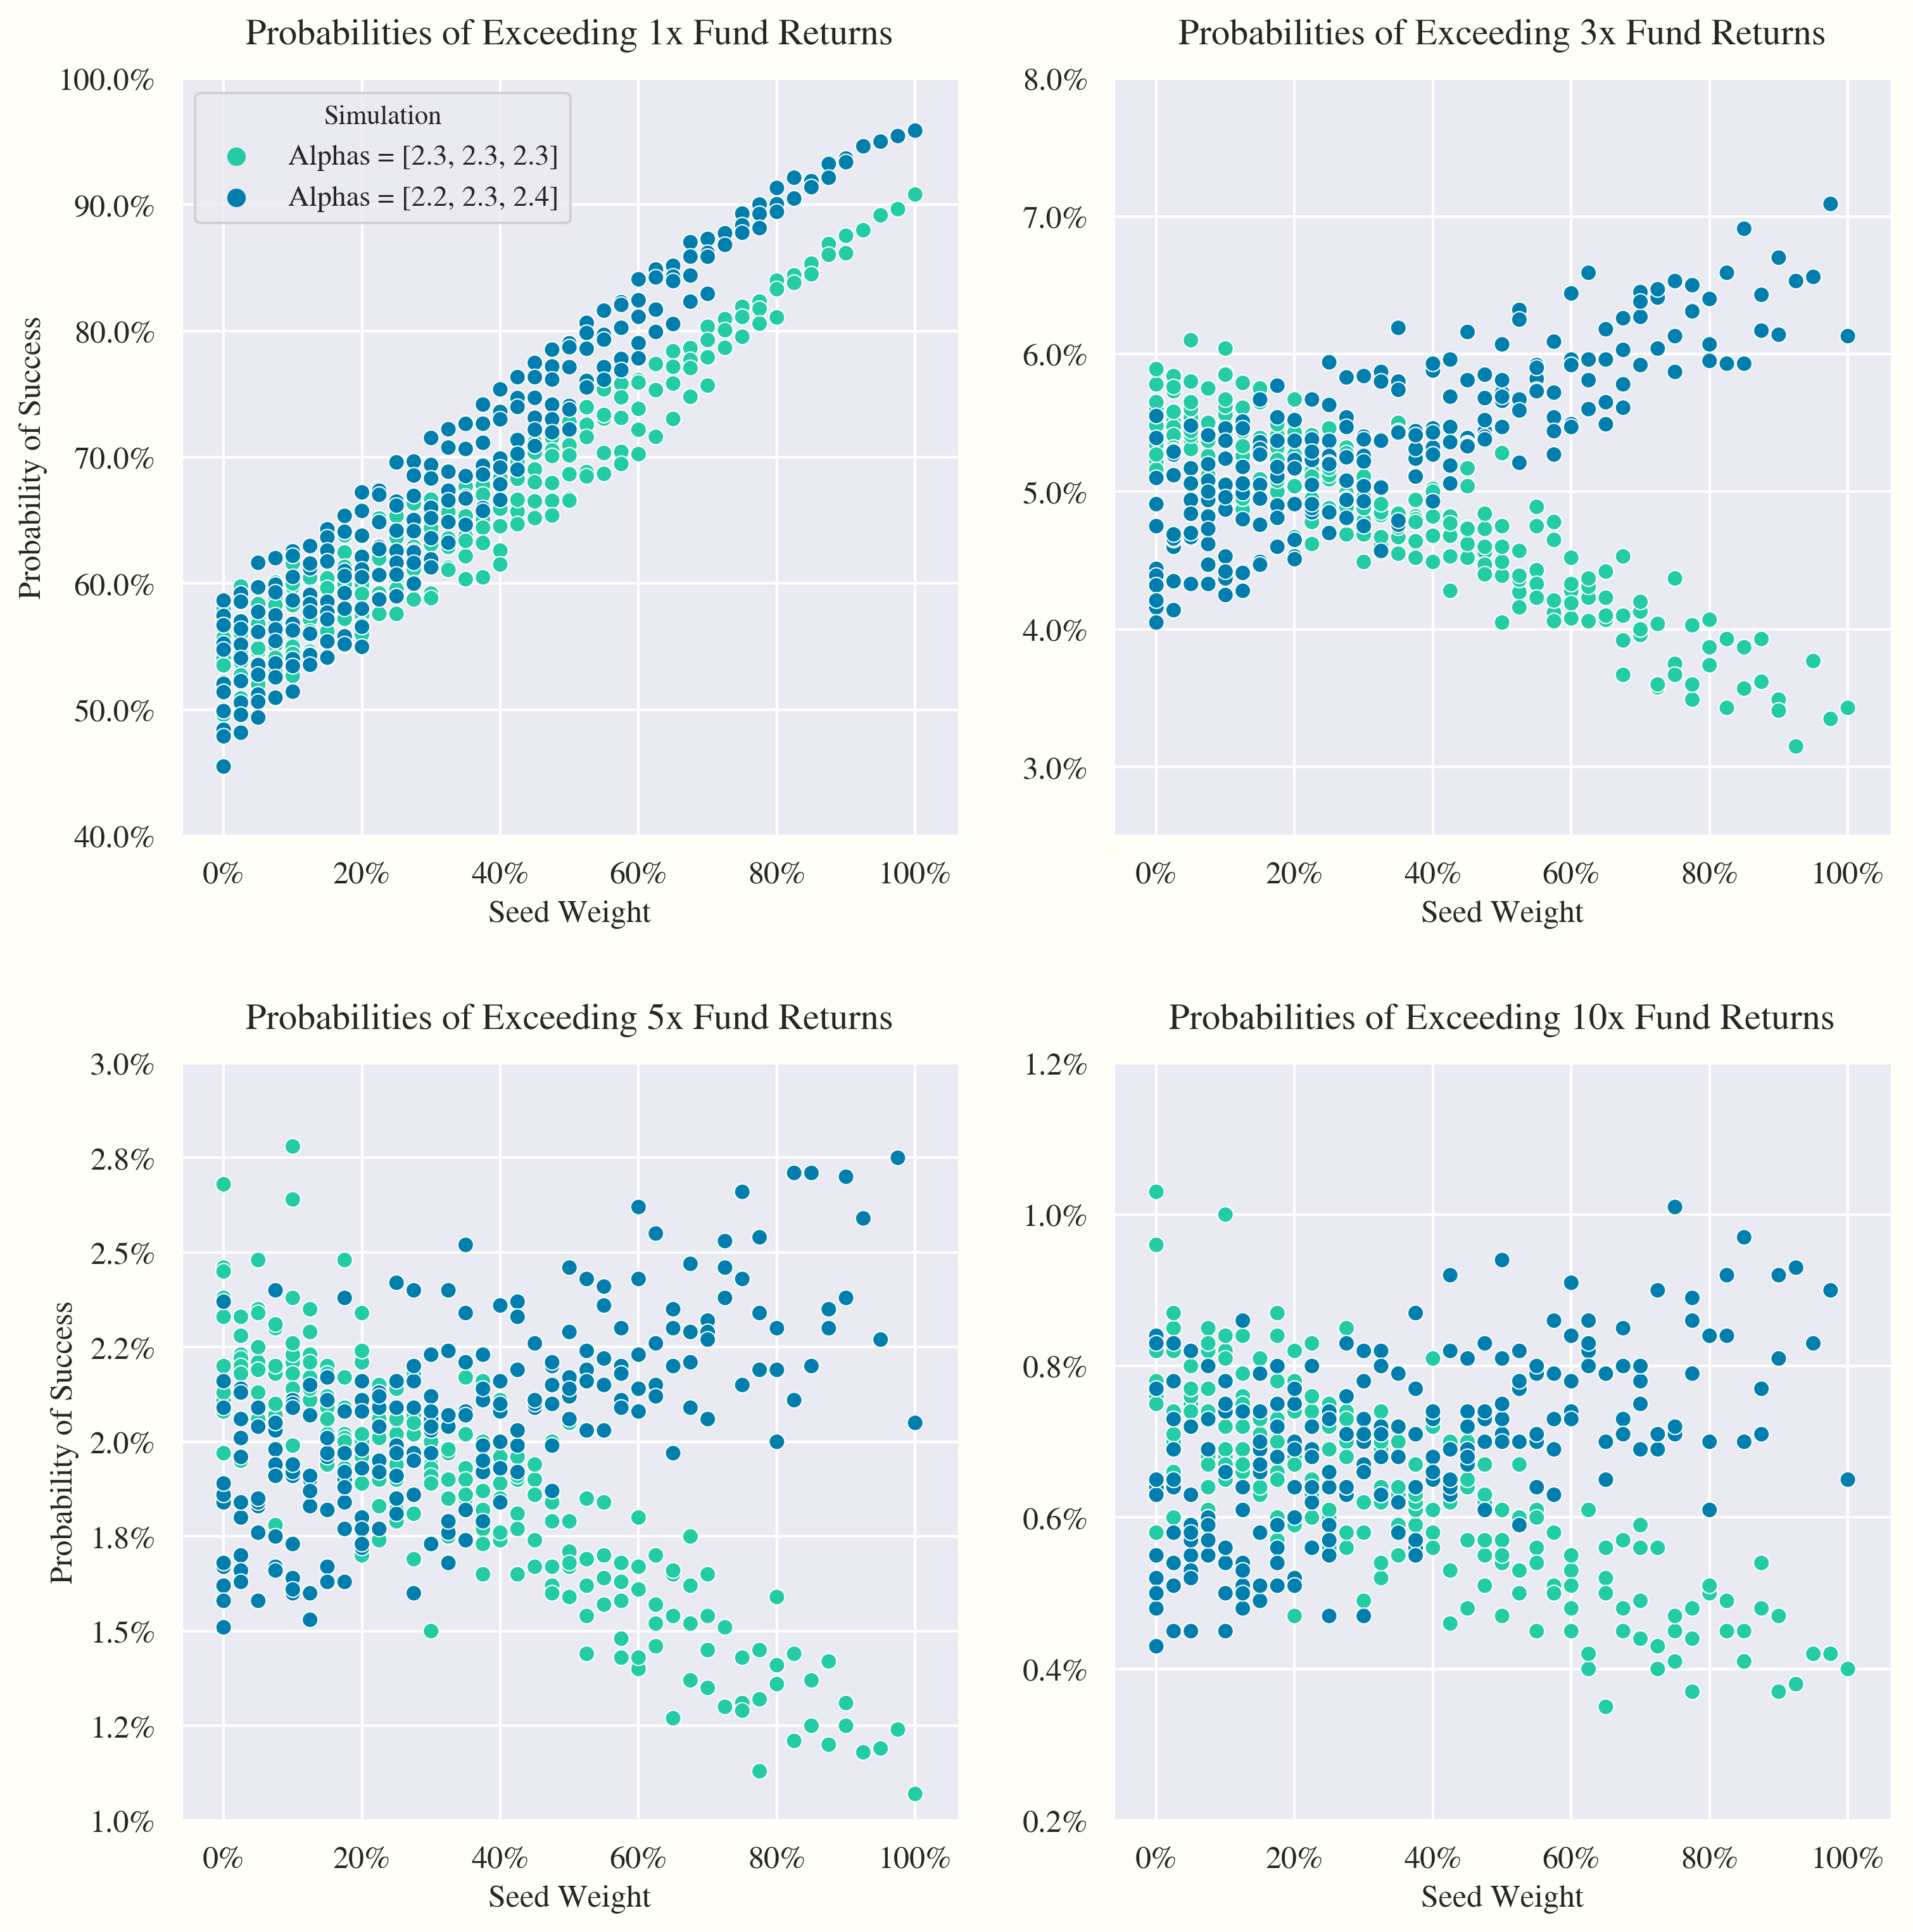 Probabilities of Exceeding 1x Fund Returns
100.0%
90.0%
80.0%
70.0%
60.0%
50.0%
40.0%
Probability of Success
Simulation
Alphas = [2.3, 2.3, 2.3]
Alphas = [2.2, 2.3, 2.4]
0% 20% 40% 60% 80% 100%
Seed Weight
Probabilities of Exceeding 3x Fund Returns
8.0%
7.0%
6.0%
5.0%
4.0%
3.0%
0% 20% 40% 60% 80% 100%
Seed Weight
Probabilities of Exceeding 5x Fund Returns
3.0%
2.8%
2.5%
2.2%
2.0%
1.8%
1.5%
1.2%
1.0%
Probability of Success
0% 20% 40% 60% 80% 100%
Seed Weight
Probabilities of Exceeding 10x Fund Returns
1.2%
1.0%
0.8%
0.6%
0.4%
0.2%
0% 20% 40% 60% 80% 100%
Seed Weight